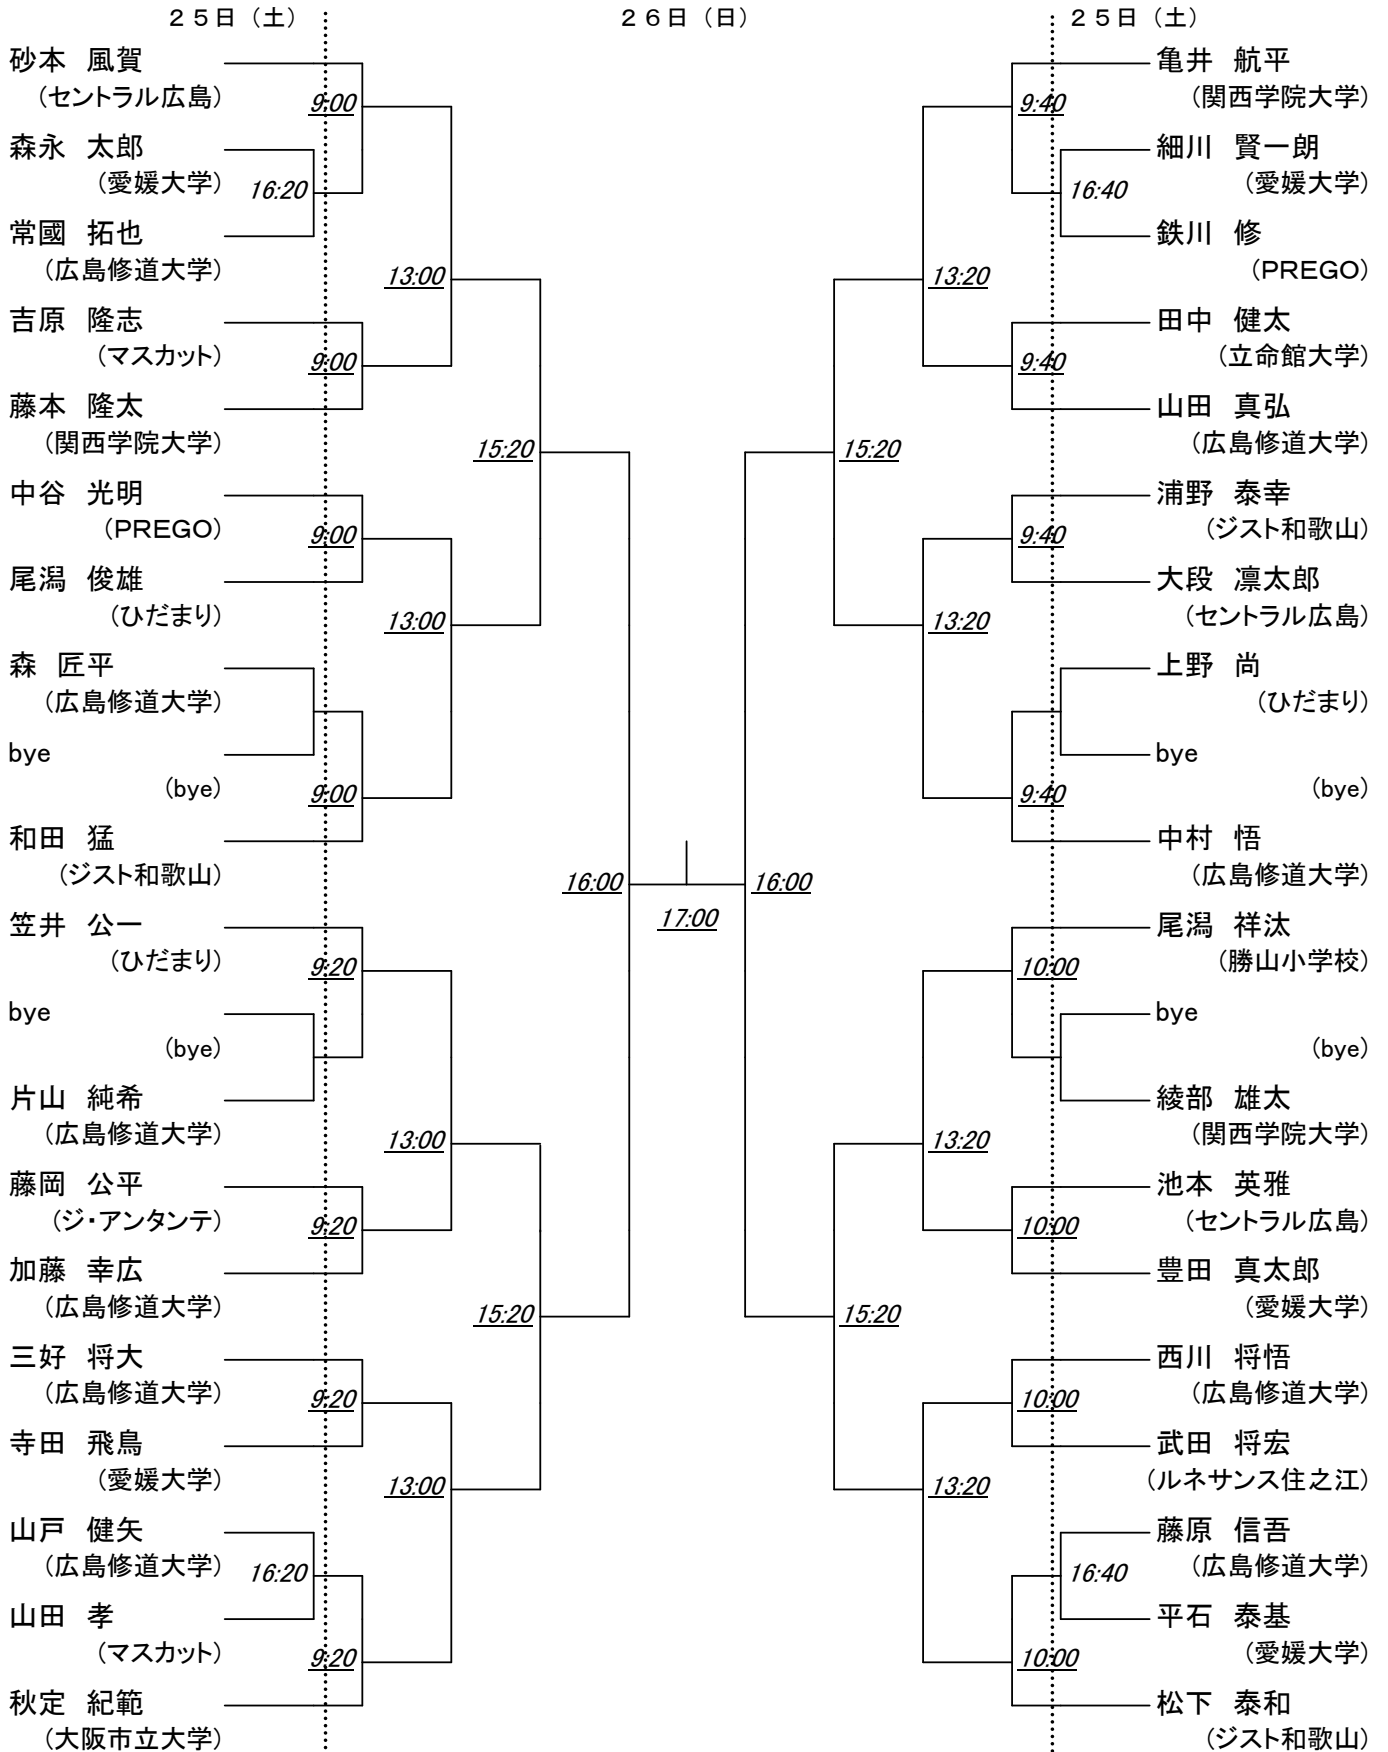 ２５日（土）
２６日（日）
２５日（土）
砂本 風賀
(セントラル広島)
9:00
森永 太郎
(愛媛大学)
16:20
常國 拓也
(広島修道大学)
13:00
吉原 隆志
(マスカット)
9:00
藤本 隆太
(関西学院大学)
15:20
中谷 光明
(PREGO)
9:00
尾潟 俊雄
(ひだまり)
13:00
森 匠平
(広島修道大学)
bye
(bye)
9:00
和田 猛
(ジスト和歌山)
16:00
笠井 公一
(ひだまり)
9:20
bye
(bye)
片山 純希
(広島修道大学)
13:00
藤岡 公平
(ジ・アンタンテ)
9:20
加藤 幸広
(広島修道大学)
15:20
三好 将大
(広島修道大学)
9:20
寺田 飛鳥
(愛媛大学)
13:00
山戸 健矢
(広島修道大学)
16:20
山田 孝
(マスカット)
9:20
秋定 紀範
(大阪市立大学)
17:00
亀井 航平
(関西学院大学)
9:40
細川 賢一朗
(愛媛大学)
16:40
鉄川 修
(PREGO)
13:20
田中 健太
(立命館大学)
9:40
山田 真弘
(広島修道大学)
15:20
浦野 泰幸
(ジスト和歌山)
9:40
大段 凛太郎
(セントラル広島)
13:20
上野 尚
(ひだまり)
bye
(bye)
9:40
中村 悟
(広島修道大学)
16:00
尾潟 祥汰
(勝山小学校)
10:00
bye
(bye)
綾部 雄太
(関西学院大学)
13:20
池本 英雅
(セントラル広島)
10:00
豊田 真太郎
(愛媛大学)
15:20
西川 将悟
(広島修道大学)
10:00
武田 将宏
(ルネサンス住之江)
13:20
藤原 信吾
(広島修道大学)
16:40
平石 泰基
(愛媛大学)
10:00
松下 泰和
(ジスト和歌山)